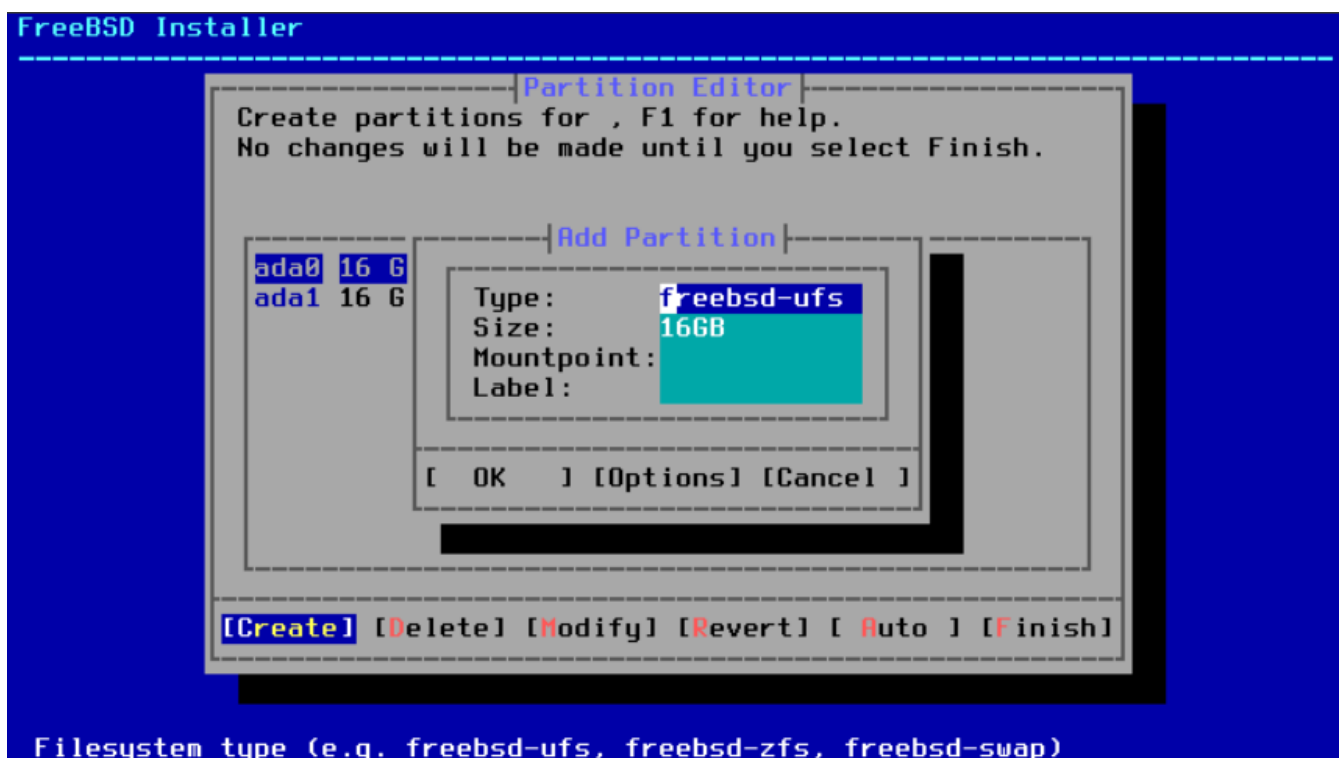 FreeBSD Installer
Partition Editor
Create partitions for , F1 for help.
No changes will be made until you select Finish.
Add Partition
ada0 16 G
ada1 16 G
Type: freebsd-ufs
Size: 16GB
Mountpoint:
Label:
[ OK ] [Options] [Cancel ]
[Create] [Delete] [Modify] [Revert] [ Auto ] [Finish]
Filesystem type (e.g. freebsd-ufs, freebsd-zfs, freebsd-swap)